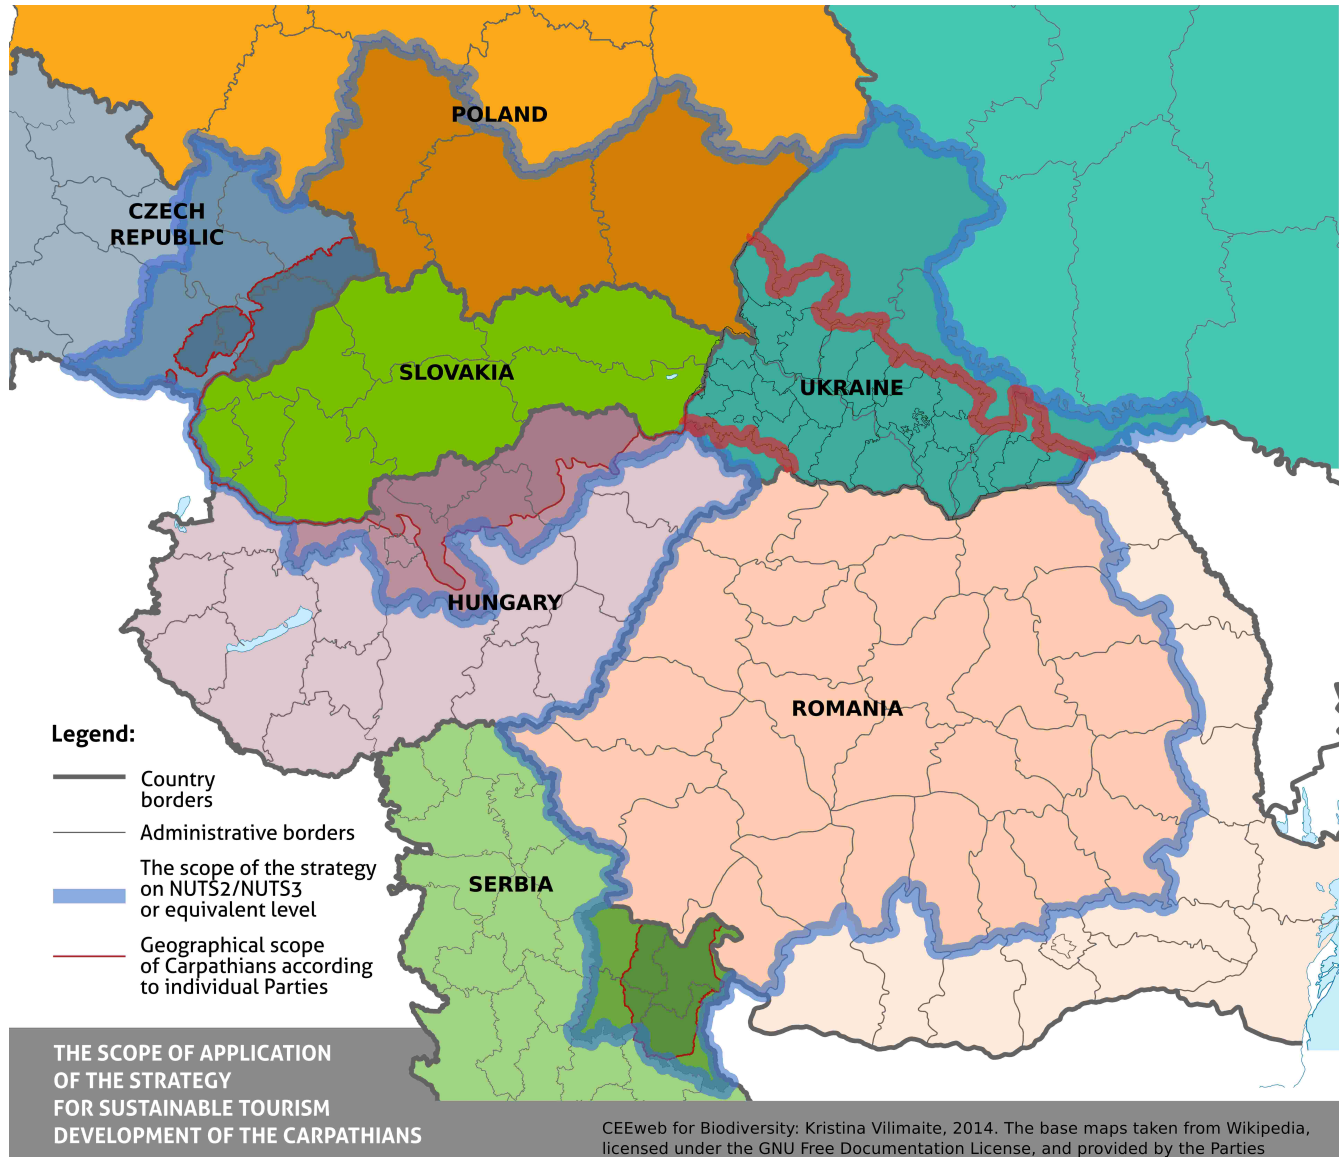 POLAND
CZECH
REPUBLIC
SLOVAKIA
UKRAINE
HUNGARY
ROMANIA
SERBIA
Legend:
Country
borders
Administrative borders
The scope of the strategy
on NUTS2/NUTS3
or equivalent level
Geographical scope
of Carpathians according
to individual Parties
THE SCOPE OF APPLICATION
OF THE STRATEGY
FOR SUSTAINABLE TOURISM
DEVELOPMENT OF THE CARPATHIANS
CEEweb for Biodiversity: Kristina Vilimaite, 2014. The base maps taken from Wikipedia,
licensed under the GNU Free Documentation License, and provided by the Parties